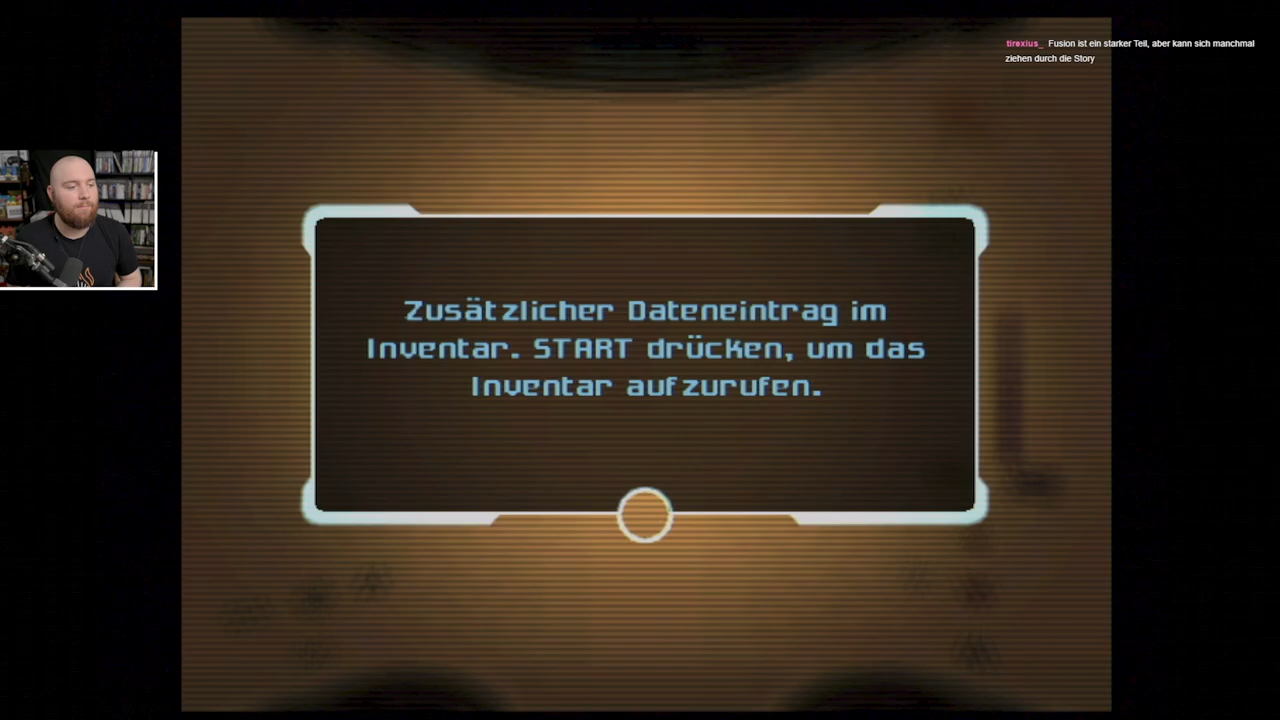 tirexius_ Fusion ist ein starker Teil, aber kann sich manchmal
ziehen durch die Story
Zusätzlicher Dateneintrag im
Inventar. START drücken, um das
Inventar aufzurufen.